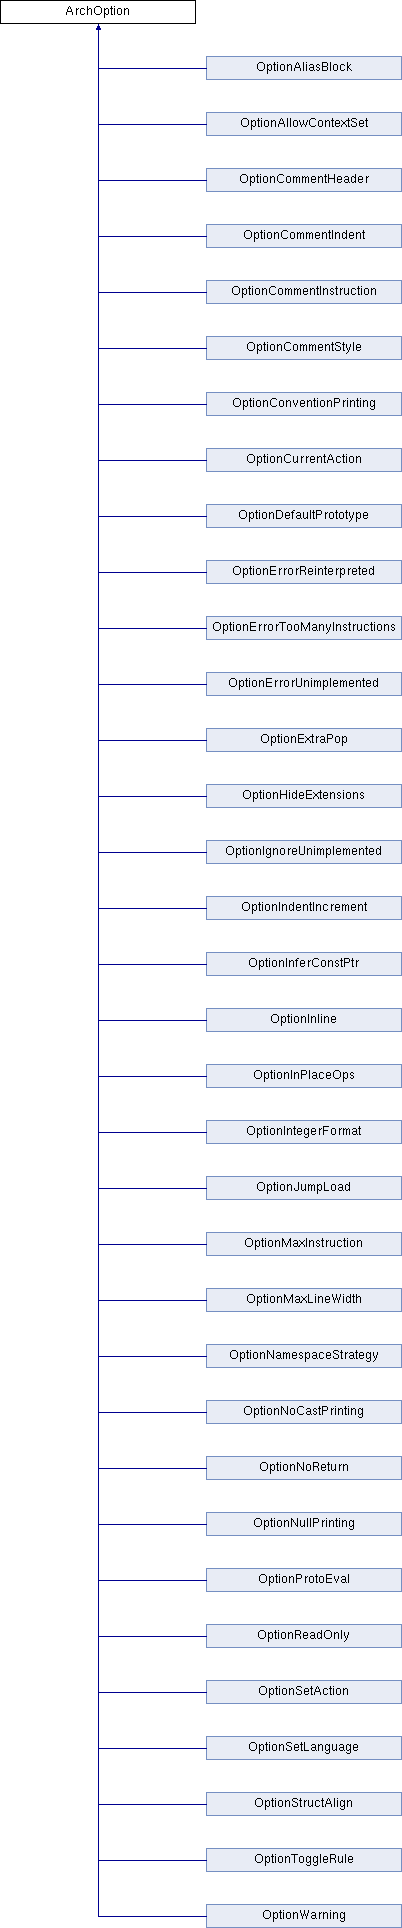 ArchOption
OptionAliasBlock
OptionAllowContextSet
OptionCommentHeader
OptionCommentIndent
OptionCommentInstruction
OptionCommentStyle
OptionConventionPrinting
OptionCurrentAction
OptionDefaultPrototype
OptionErrorReinterpreted
OptionErrorTooManyInstructions
OptionErrorUnimplemented
OptionExtraPop
OptionHideExtensions
OptionIgnoreUnimplemented
OptionIndentIncrement
OptionInferConstPtr
OptionInline
OptionInPlaceOps
OptionIntegerFormat
OptionJumpLoad
OptionMaxInstruction
OptionMaxLineWidth
OptionNamespaceStrategy
OptionNoCastPrinting
OptionNoReturn
OptionNullPrinting
OptionProtoEval
OptionReadOnly
OptionSetAction
OptionSetLanguage
OptionStructAlign
OptionToggleRule
OptionWarning